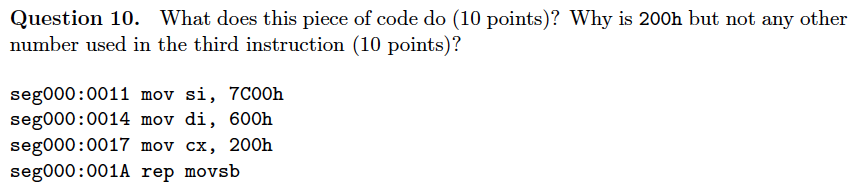 Question 10. What does this piece of code do (10 points)? Why is 200h but not any other
number used in the third instruction (10 points)?
seg000:0011 mov si, 7C00h
seg000:0014 mov di, 600h
seg000:0017 mov cx, 200h
seg000:001A rep movsb